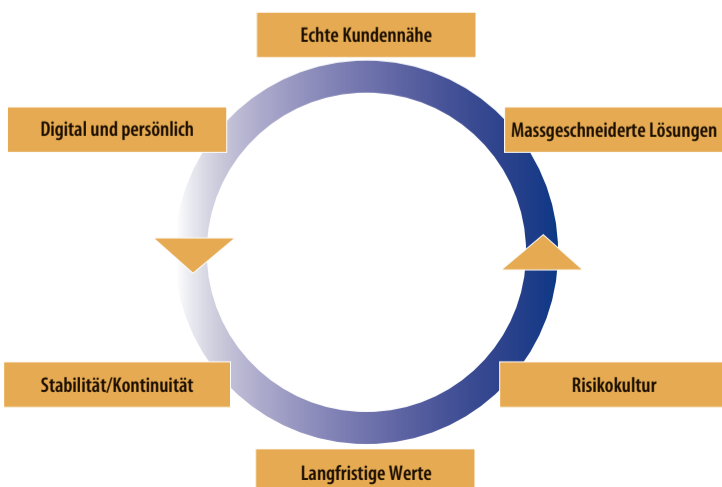 Echte Kundennähe
Digital und persönlich
Massgeschneiderte Lösungen
Stabilität/Kontinuität
Risikokultur
Langfristige Werte